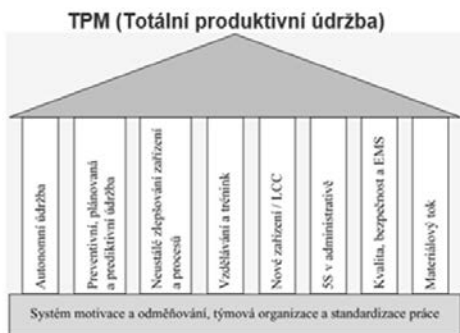 TPM (Totální produktivní údržba)
Autonomní údržba
Preventivní, plánovaná
a prediktivní údržba
Neustálé zlepšování zařízení
a procesů
Vzdělávání a trénink
Nové zařízení / LCC
5S v administrativě
Kvalita, bezpečnost a EMS
Materiálový tok
Systém motivace a odměňování, týmová organizace a standardizace práce